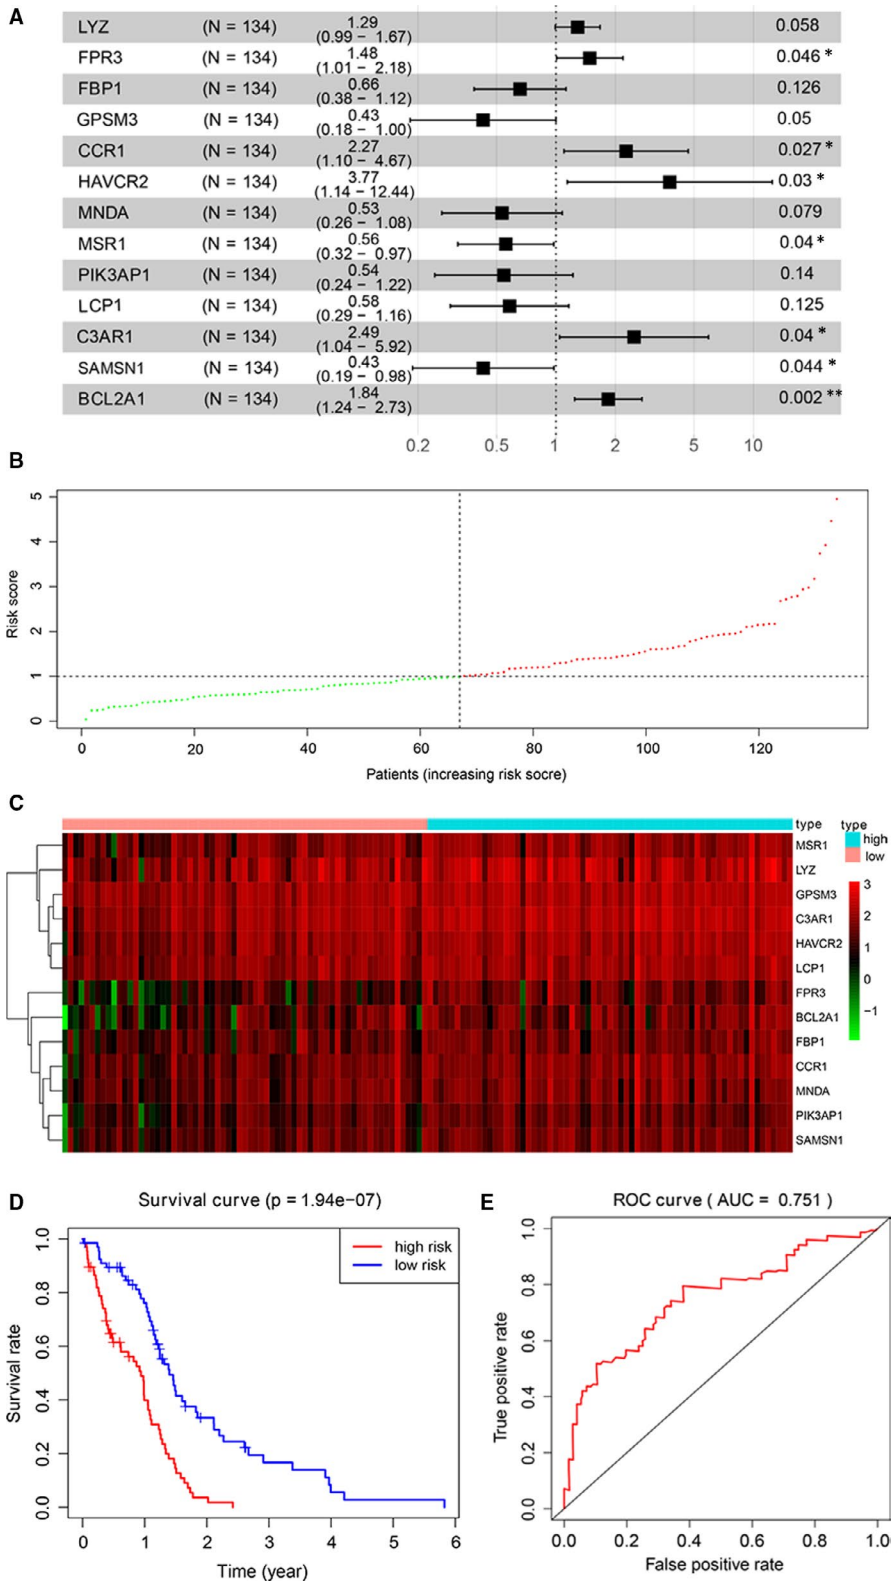 A
LYZ (N = 134) 1.29 (0.99 - 1.67) 0.058
FPR3 (N = 134) 1.48 (1.01 - 2.18) 0.046 *
FBP1 (N = 134) 0.66 (0.38 - 1.12) 0.126
GPSM3 (N = 134) 0.43 (0.18 - 1.00) 0.05
CCR1 (N = 134) 2.27 (1.10 - 4.67) 0.027 *
HAVCR2 (N = 134) 3.77 (1.14 - 12.44) 0.03 *
MNDA (N = 134) 0.53 (0.26 - 1.08) 0.079
MSR1 (N = 134) 0.56 (0.32 - 0.97) 0.04 *
PIK3AP1 (N = 134) 0.54 (0.24 - 1.22) 0.14
LCP1 (N = 134) 0.58 (0.29 - 1.16) 0.125
C3AR1 (N = 134) 2.49 (1.04 - 5.92) 0.04 *
SAMSN1 (N = 134) 0.43 (0.19 - 0.98) 0.044 *
BCL2A1 (N = 134) 1.84 (1.24 - 2.73) 0.002 **
0.2 0.5 1 2 5 10
B
Risk score
5
4
3
2
1
0
0 20 40 60 80 100 120
Patients (increasing risk socre)
C
type type
high
low
MSR1
LYZ
GPSM3
C3AR1
HAVCR2
LCP1
FPR3
BCL2A1
FBP1
CCR1
MNDA
PIK3AP1
SAMSN1
3
2
1
0
−1
D
Survival curve (p = 1.94e−07)
high risk
low risk
Survival rate
1.0
0.8
0.6
0.4
0.2
0.0
0 1 2 3 4 5 6
Time (year)
E
ROC curve ( AUC = 0.751 )
True positive rate
1.0
0.8
0.6
0.4
0.2
0.0
0.0 0.2 0.4 0.6 0.8 1.0
False positive rate